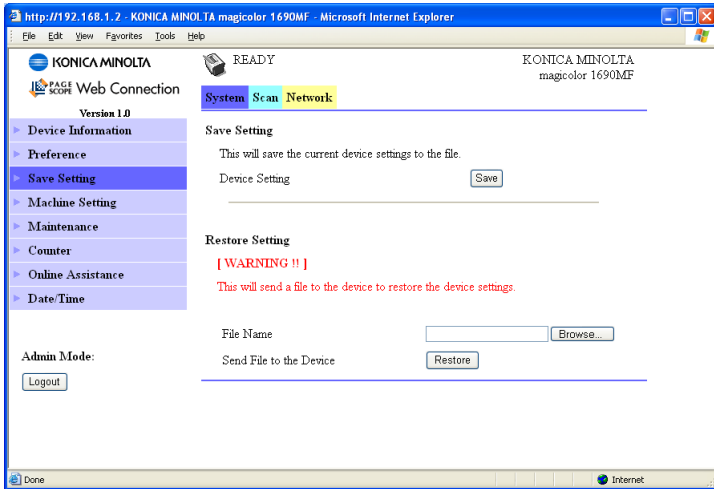 http://192.168.1.2 - KONICA MINOLTA magicolor 1690MF - Microsoft Internet Explorer
File Edit View Favorites Tools Help
KONICA MINOLTA
PAGE SCOPE Web Connection
Version 1.0
READY
KONICA MINOLTA
magicolor 1690MF
System Scan Network
Device Information
Preference
Save Setting
Machine Setting
Maintenance
Counter
Online Assistance
Date/Time
Admin Mode:
Logout
Save Setting
This will save the current device settings to the file.
Device Setting Save
Restore Setting
[ WARNING !! ]
This will send a file to the device to restore the device settings.
File Name Browse...
Send File to the Device Restore
Done Internet